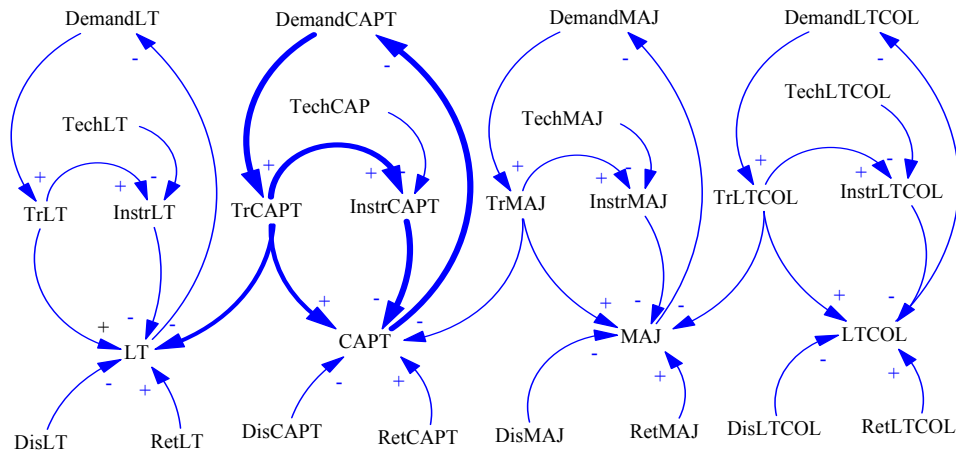 DemandLT DemandCAPT DemandMAJ DemandLTCOL
- - - -
TechLT TechCAP TechMAJ TechLTCOL
+ - + + - + + - + + - +
TrLT InstrLT TrCAPT InstrCAPT TrMAJ InstrMAJ TrLTCOL InstrLTCOL
+ - - + - - + - - + - -
LT CAPT MAJ LTCOL
- + - + - + - +
DisLT RetLT DisCAPT RetCAPT DisMAJ RetMAJ DisLTCOL RetLTCOL